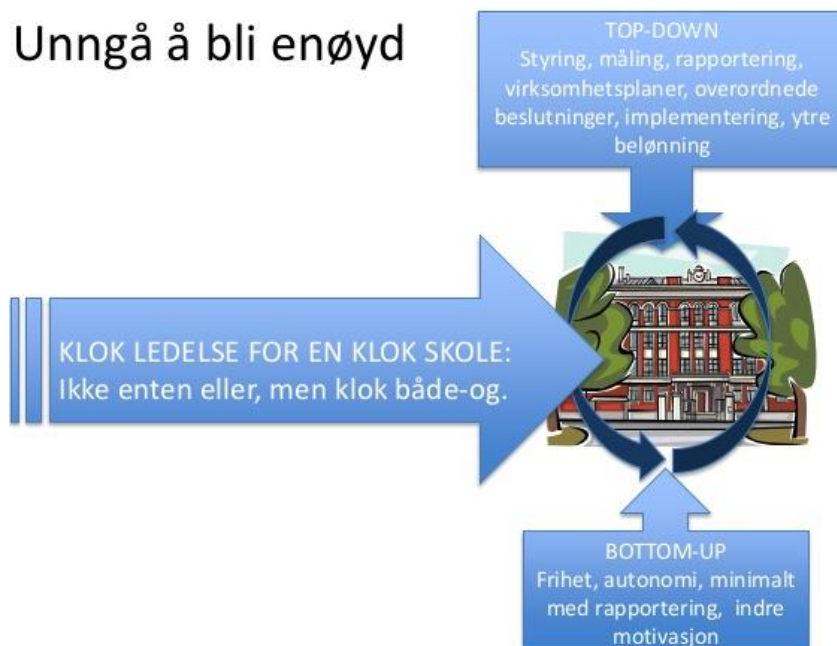 Unngå å bli enøyd
TOP-DOWN
Styring, måling, rapportering,
virksomhetsplaner, overordnede
beslutninger, implementering, ytre
belønning
KLOK LEDELSE FOR EN KLOK SKOLE:
Ikke enten eller, men klok både-og.
BOTTOM-UP
Frihet, autonomi, minimalt
med rapportering, indre
motivasjon